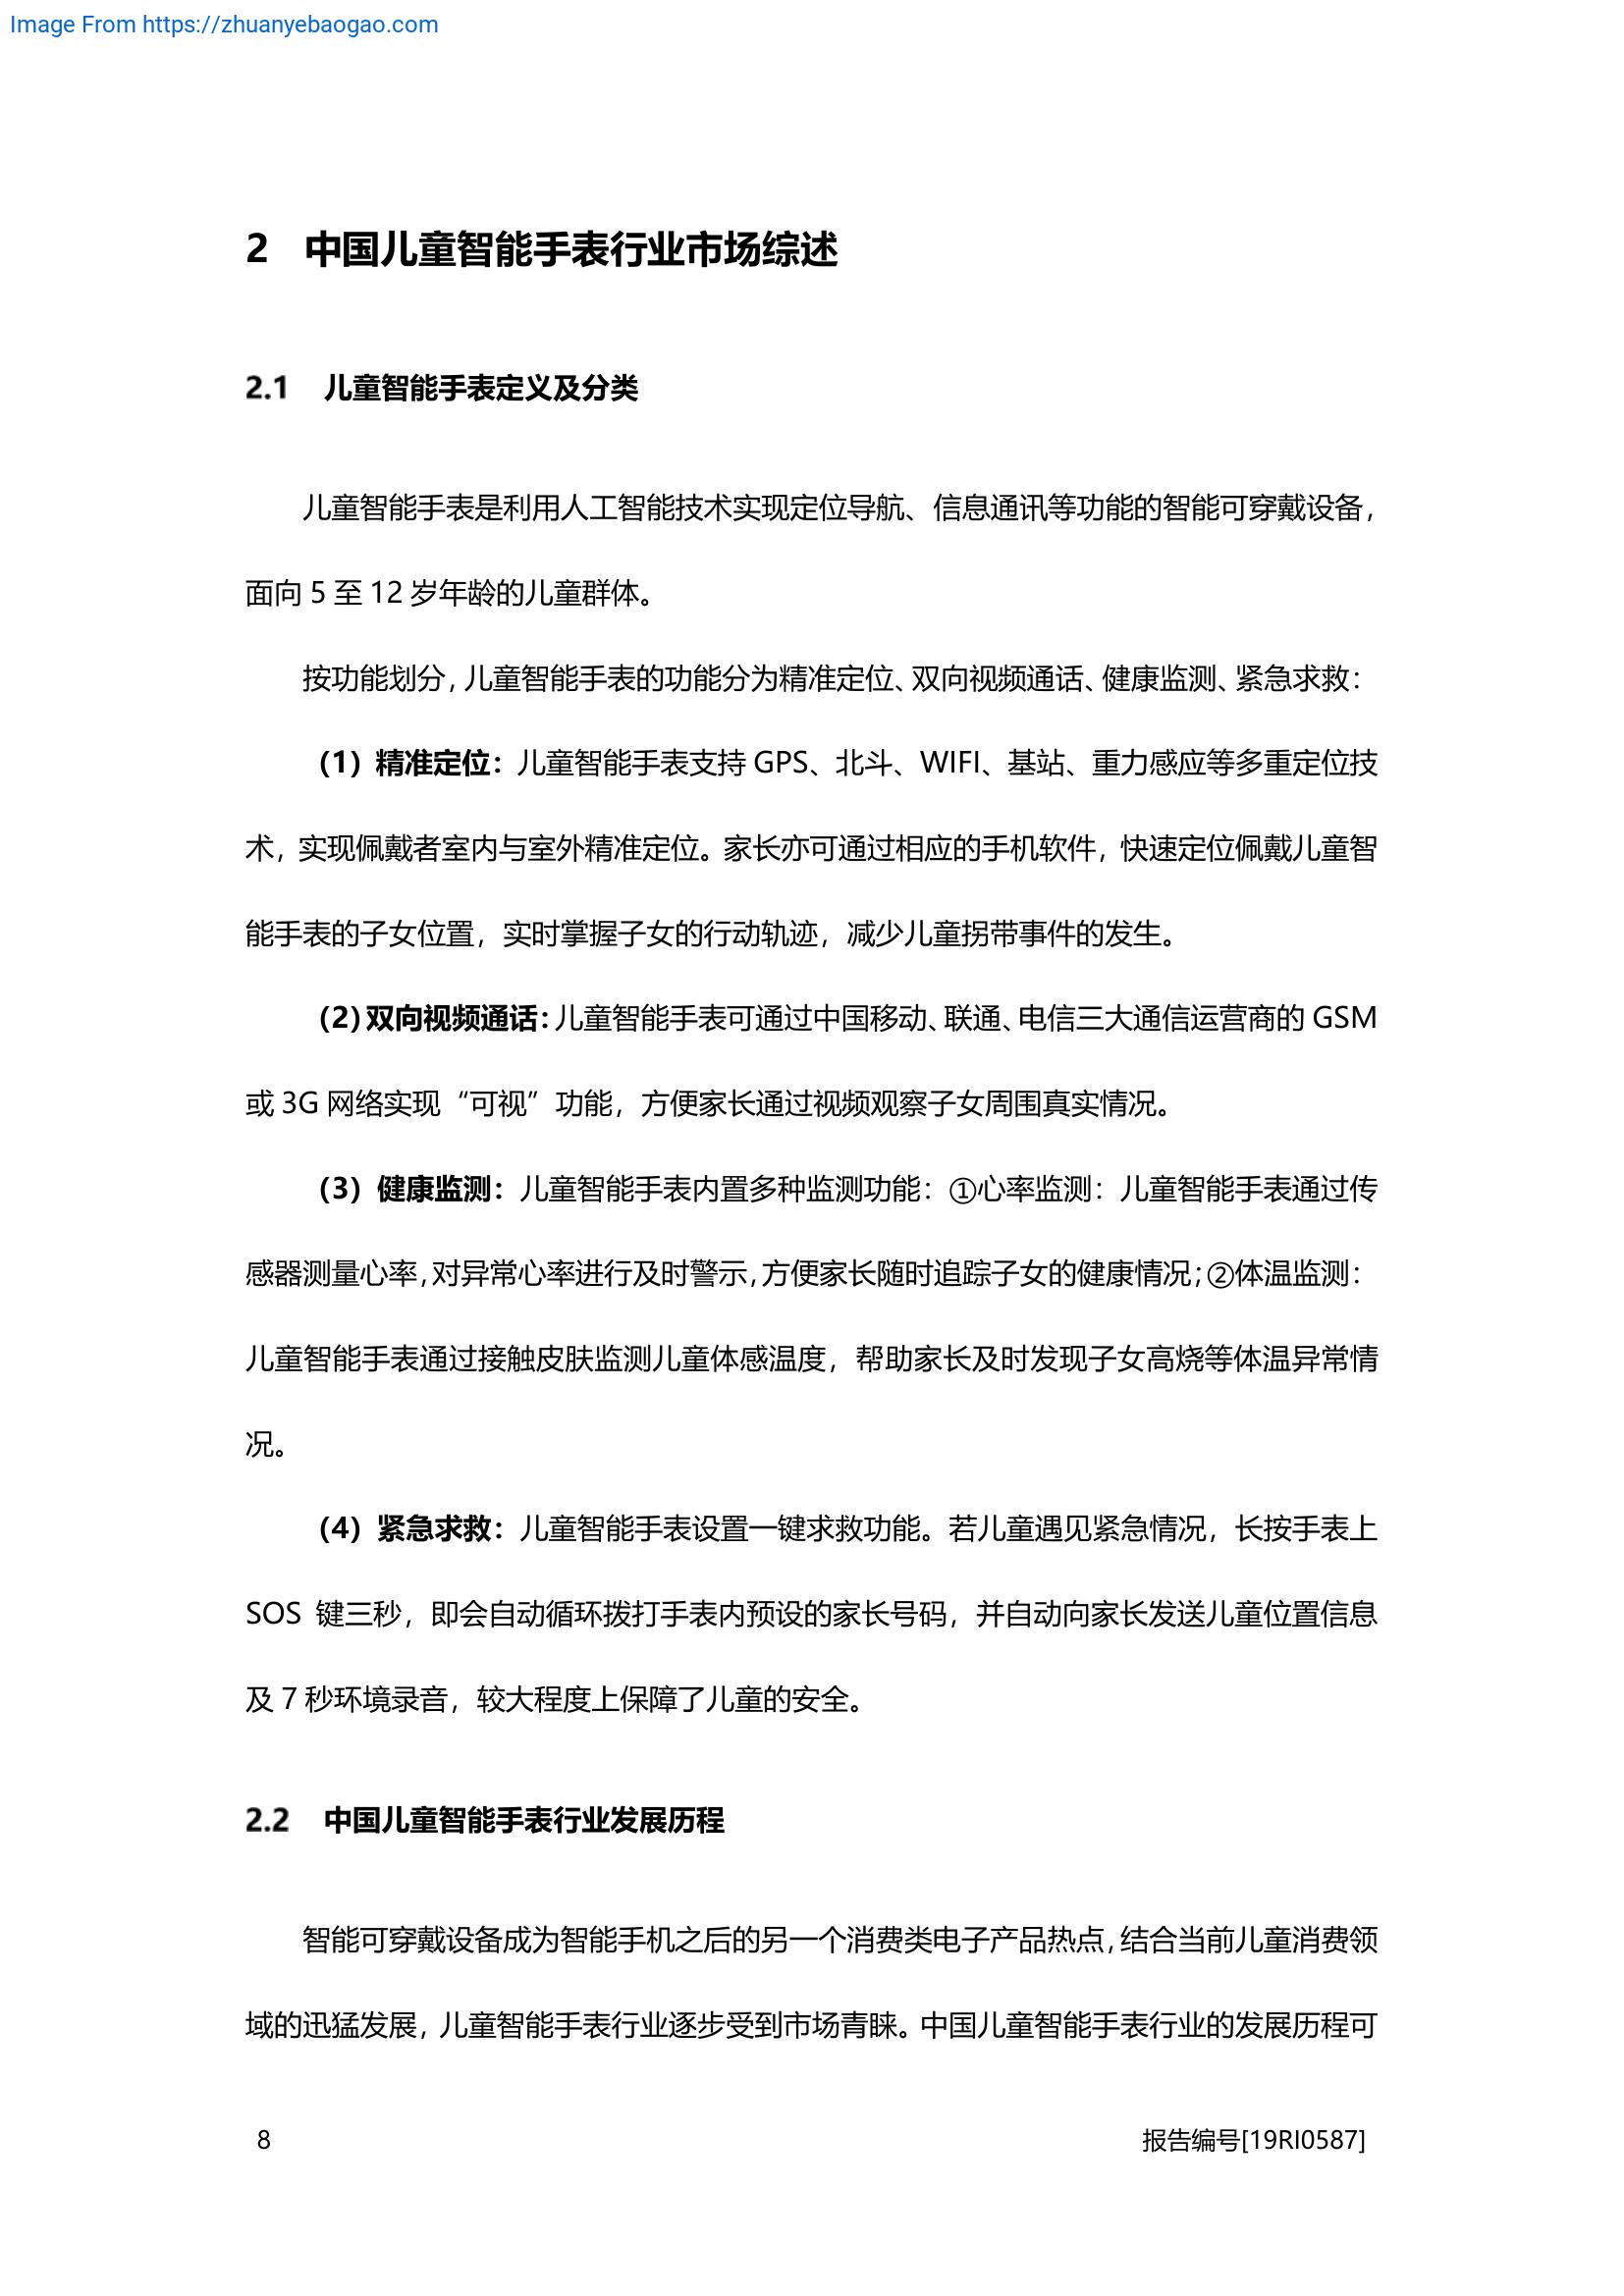 Image From https://zhuanyebaogao.com
2 中国儿童智能手表行业市场综述
2.1 儿童智能手表定义及分类
儿童智能手表是利用人工智能技术实现定位导航、信息通讯等功能的智能可穿戴设备，
面向 5 至 12 岁年龄的儿童群体。
按功能划分，儿童智能手表的功能分为精准定位、双向视频通话、健康监测、紧急求救：
（1）精准定位：儿童智能手表支持 GPS、北斗、WIFI、基站、重力感应等多重定位技
术，实现佩戴者室内与室外精准定位。家长亦可通过相应的手机软件，快速定位佩戴儿童智
能手表的子女位置，实时掌握子女的行动轨迹，减少儿童拐带事件的发生。
（2）双向视频通话：儿童智能手表可通过中国移动、联通、电信三大通信运营商的 GSM
或 3G 网络实现“可视”功能，方便家长通过视频观察子女周围真实情况。
（3）健康监测：儿童智能手表内置多种监测功能：①心率监测：儿童智能手表通过传
感器测量心率，对异常心率进行及时警示，方便家长随时追踪子女的健康情况；②体温监测：
儿童智能手表通过接触皮肤监测儿童体感温度，帮助家长及时发现子女高烧等体温异常情
况。
（4）紧急求救：儿童智能手表设置一键求救功能。若儿童遇见紧急情况，长按手表上
SOS 键三秒，即会自动循环拨打手表内预设的家长号码，并自动向家长发送儿童位置信息
及 7 秒环境录音，较大程度上保障了儿童的安全。
2.2 中国儿童智能手表行业发展历程
智能可穿戴设备成为智能手机之后的另一个消费类电子产品热点，结合当前儿童消费领
域的迅猛发展，儿童智能手表行业逐步受到市场青睐。中国儿童智能手表行业的发展历程可
8 报告编号[19RI0587]